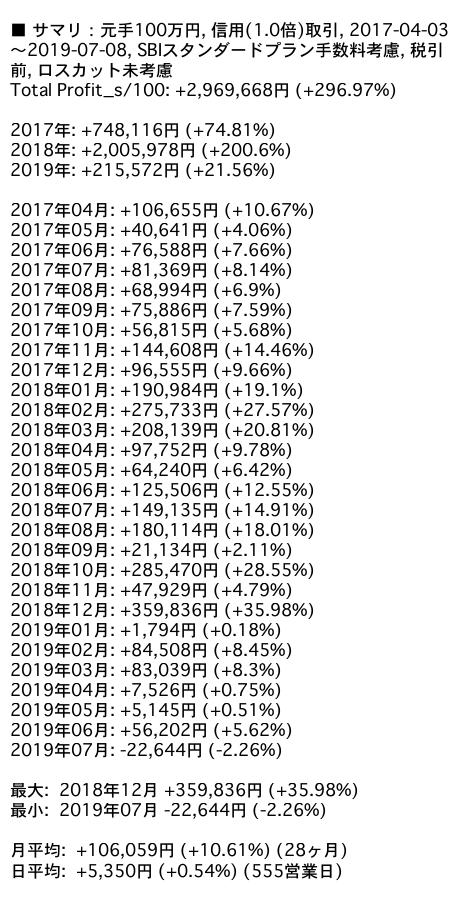 ■ サマリ : 元手100万円, 信用(1.0倍)取引, 2017-04-03
〜2019-07-08, SBIスタンダードプラン手数料考慮, 税引
前, ロスカット未考慮
Total Profit_s/100: +2,969,668円 (+296.97%)
2017年: +748,116円 (+74.81%)
2018年: +2,005,978円 (+200.6%)
2019年: +215,572円 (+21.56%)
2017年04月: +106,655円 (+10.67%)
2017年05月: +40,641円 (+4.06%)
2017年06月: +76,588円 (+7.66%)
2017年07月: +81,369円 (+8.14%)
2017年08月: +68,994円 (+6.9%)
2017年09月: +75,886円 (+7.59%)
2017年10月: +56,815円 (+5.68%)
2017年11月: +144,608円 (+14.46%)
2017年12月: +96,555円 (+9.66%)
2018年01月: +190,984円 (+19.1%)
2018年02月: +275,733円 (+27.57%)
2018年03月: +208,139円 (+20.81%)
2018年04月: +97,752円 (+9.78%)
2018年05月: +64,240円 (+6.42%)
2018年06月: +125,506円 (+12.55%)
2018年07月: +149,135円 (+14.91%)
2018年08月: +180,114円 (+18.01%)
2018年09月: +21,134円 (+2.11%)
2018年10月: +285,470円 (+28.55%)
2018年11月: +47,929円 (+4.79%)
2018年12月: +359,836円 (+35.98%)
2019年01月: +1,794円 (+0.18%)
2019年02月: +84,508円 (+8.45%)
2019年03月: +83,039円 (+8.3%)
2019年04月: +7,526円 (+0.75%)
2019年05月: +5,145円 (+0.51%)
2019年06月: +56,202円 (+5.62%)
2019年07月: -22,644円 (-2.26%)
最大: 2018年12月 +359,836円 (+35.98%)
最小: 2019年07月 -22,644円 (-2.26%)
月平均: +106,059円 (+10.61%) (28ヶ月)
日平均: +5,350円 (+0.54%) (555営業日)